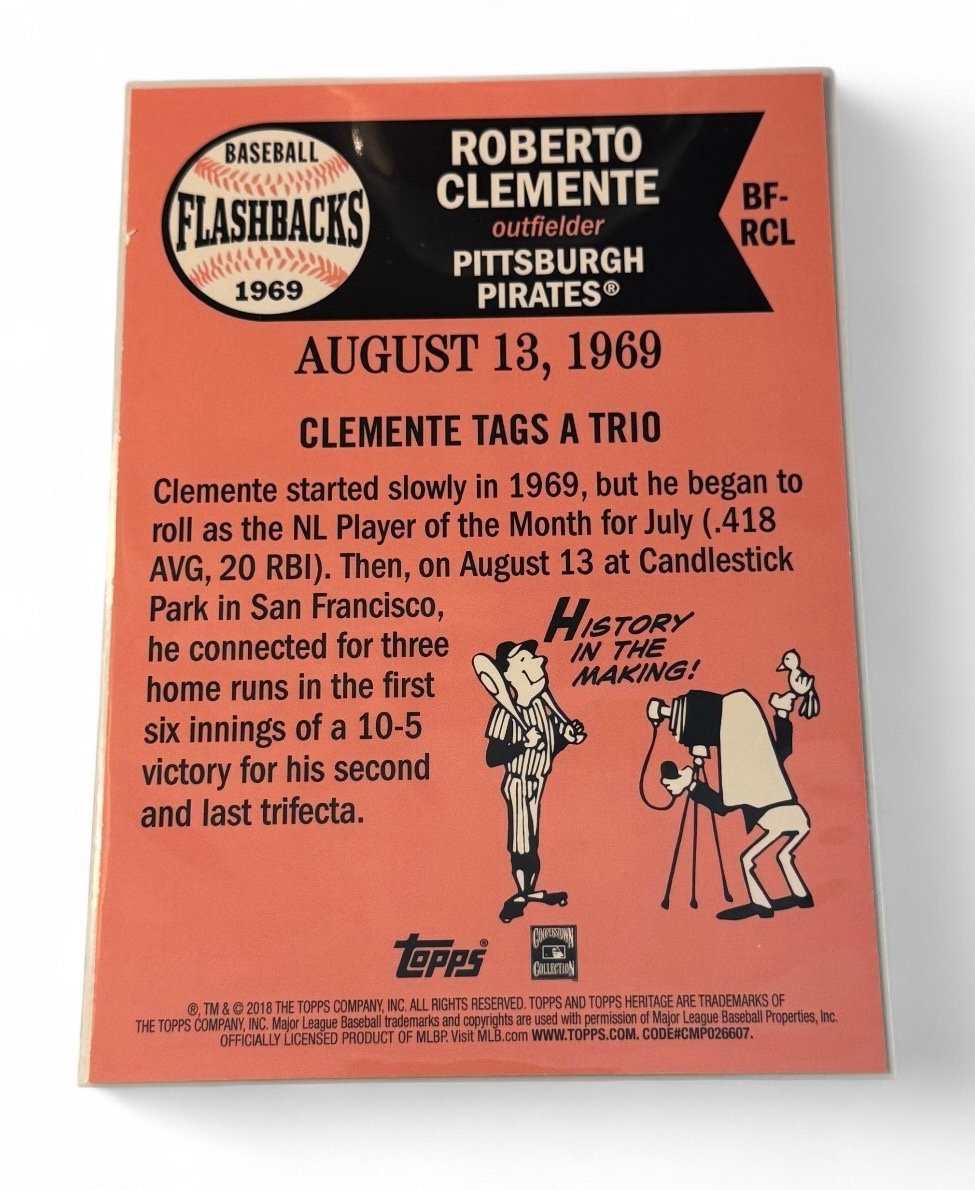 BASEBALL
FLASHBACKS
1969
ROBERTO
CLEMENTE
outfielder
PITTSBURGH
PIRATES®
BF-
RCL
AUGUST 13, 1969
CLEMENTE TAGS A TRIO
Clemente started slowly in 1969, but he began to
roll as the NL Player of the Month for July (.418
AVG, 20 RBI). Then, on August 13 at Candlestick
Park in San Francisco,
he connected for three
home runs in the first
six innings of a 10-5
victory for his second
and last trifecta.
HISTORY
IN THE
MAKING!
TOPPS®
COOPERSTOWN
COLLECTION
®, TM & © 2018 THE TOPPS COMPANY, INC. ALL RIGHTS RESERVED. TOPPS AND TOPPS HERITAGE ARE TRADEMARKS OF
THE TOPPS COMPANY, INC. Major League Baseball trademarks and copyrights are used with permission of Major League Baseball Properties, Inc.
OFFICIALLY LICENSED PRODUCT OF MLBP. Visit MLB.com WWW.TOPPS.COM. CODE#CMP026607.